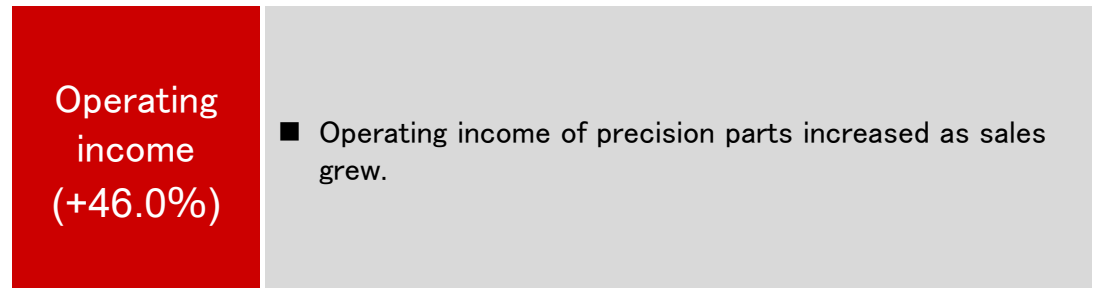 Operating
income
(+46.0%)
■ Operating income of precision parts increased as sales
grew.